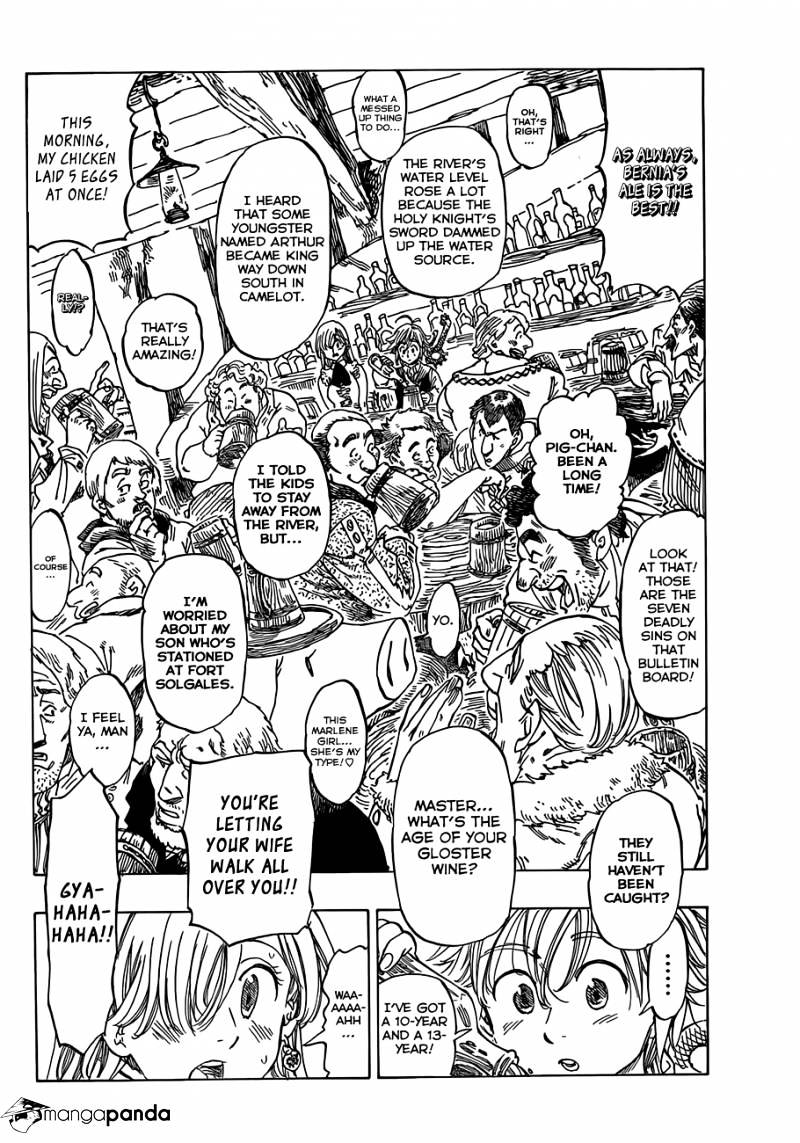 THIS
MORNING,
MY CHICKEN
LAID 5 EGGS
AT ONCE!
WHAT A
MESSED
UP THING
TO DO...
OH,
THAT'S
RIGHT
...
AS ALWAYS,
BERNIA'S
ALE IS THE
BEST!!
THE RIVER'S
WATER LEVEL
ROSE A LOT
BECAUSE THE
HOLY KNIGHT'S
SWORD DAMMED
UP THE WATER
SOURCE.
I HEARD
THAT SOME
YOUNGSTER
NAMED ARTHUR
BECAME KING
WAY DOWN
SOUTH IN
CAMELOT.
REAL-
LY!?
THAT'S
REALLY
AMAZING!
OH,
PIG-CHAN.
BEEN A
LONG
TIME!
I TOLD
THE KIDS
TO STAY
AWAY FROM
THE RIVER,
BUT...
OF
COURSE
...
LOOK
AT THAT!
THOSE
ARE THE
SEVEN
DEADLY
SINS ON
THAT
BULLETIN
BOARD!
I'M
WORRIED
ABOUT MY
SON WHO'S
STATIONED
AT FORT
SOLGALES.
YO.
I FEEL
YA, MAN
...
THIS
MARLENE
GIRL...
SHE'S MY
TYPE!♡
YOU'RE
LETTING
YOUR WIFE
WALK ALL
OVER YOU!!
MASTER...
WHAT'S THE
AGE OF YOUR
GLOSTER
WINE?
THEY
STILL
HAVEN'T
BEEN
CAUGHT?
GYA-
HAHA-
HAHA!!
WAA-
AAAAA-
AHH
...
I'VE GOT
A 10-YEAR
AND A 13-
YEAR!
......
mangapanda